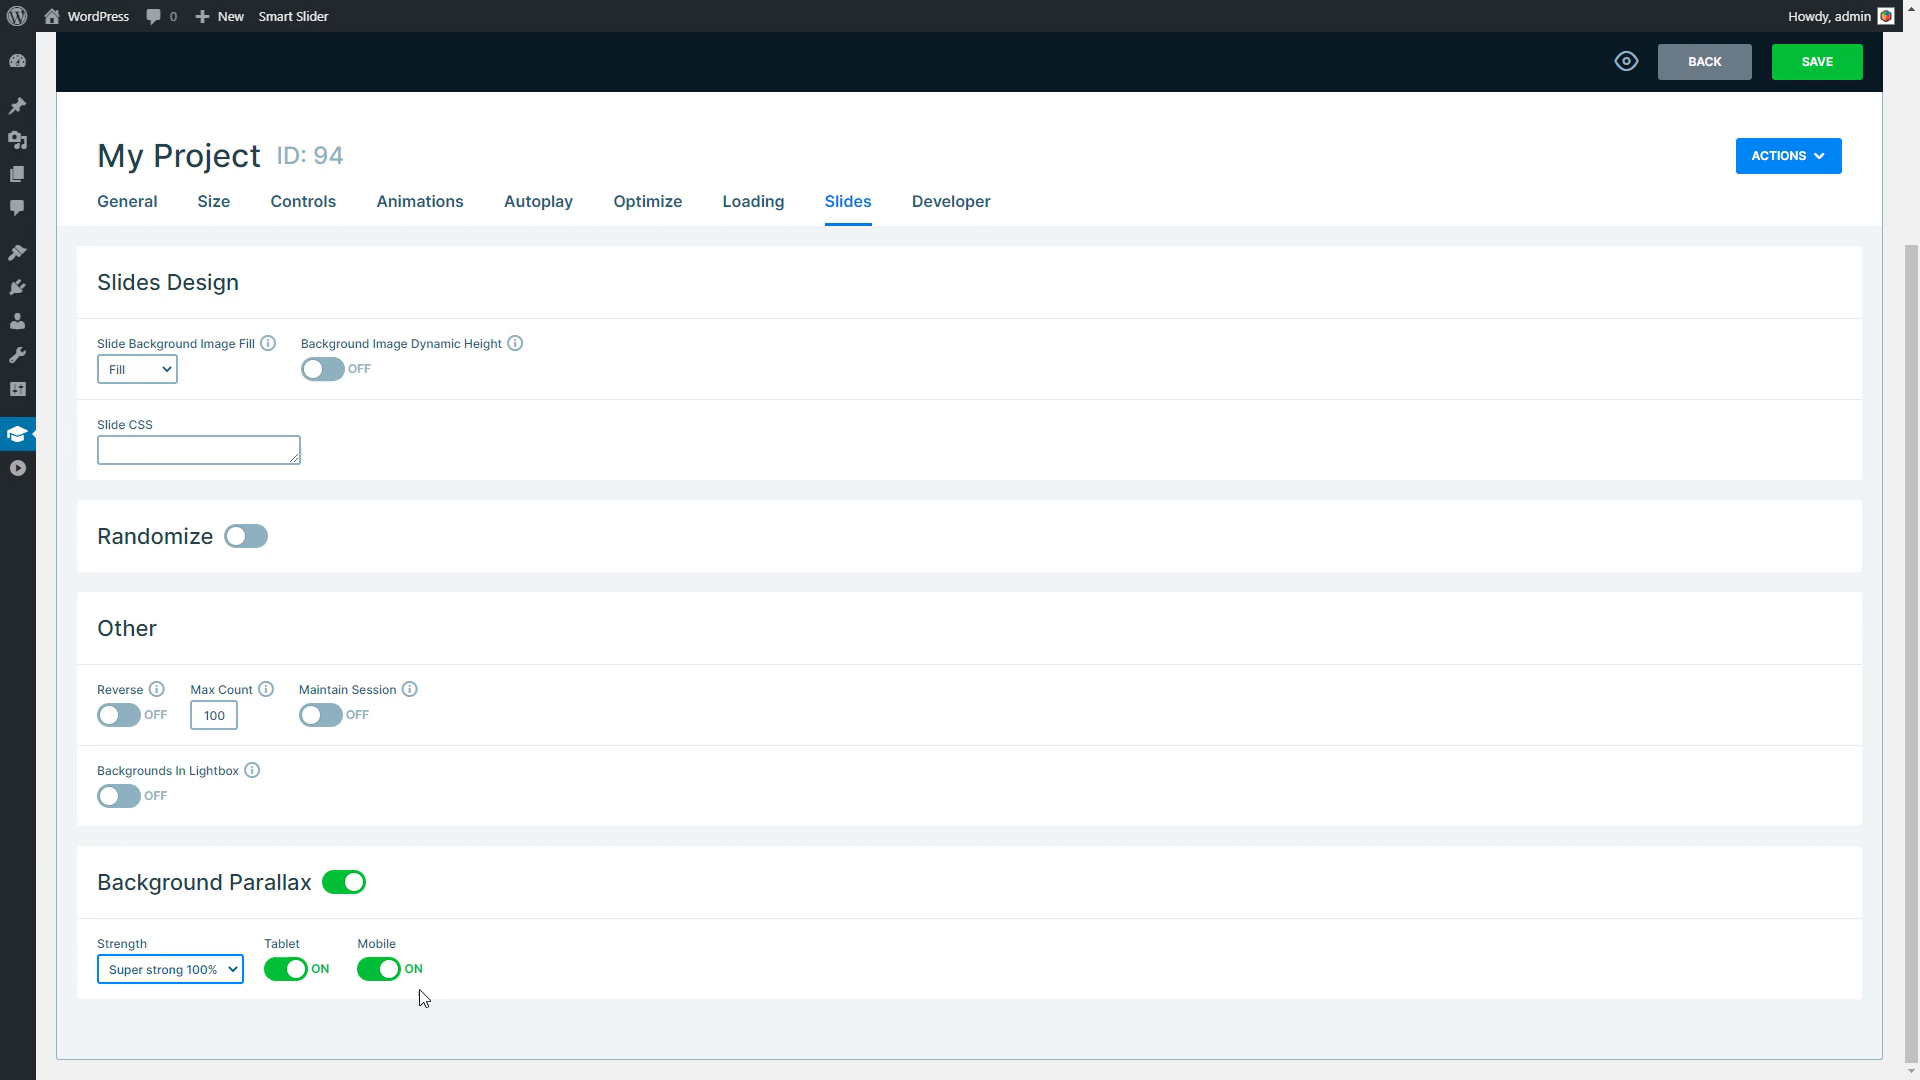 WordPress 0 New Smart Slider Howdy, admin
BACK SAVE
My Project ID: 94
ACTIONS
General Size Controls Animations Autoplay Optimize Loading Slides Developer
Slides Design
Slide Background Image Fill Background Image Dynamic Height
Fill OFF
Slide CSS
Randomize
Other
Reverse Max Count Maintain Session
OFF 100 OFF
Backgrounds In Lightbox
OFF
Background Parallax
Strength Tablet Mobile
Super strong 100% ON ON